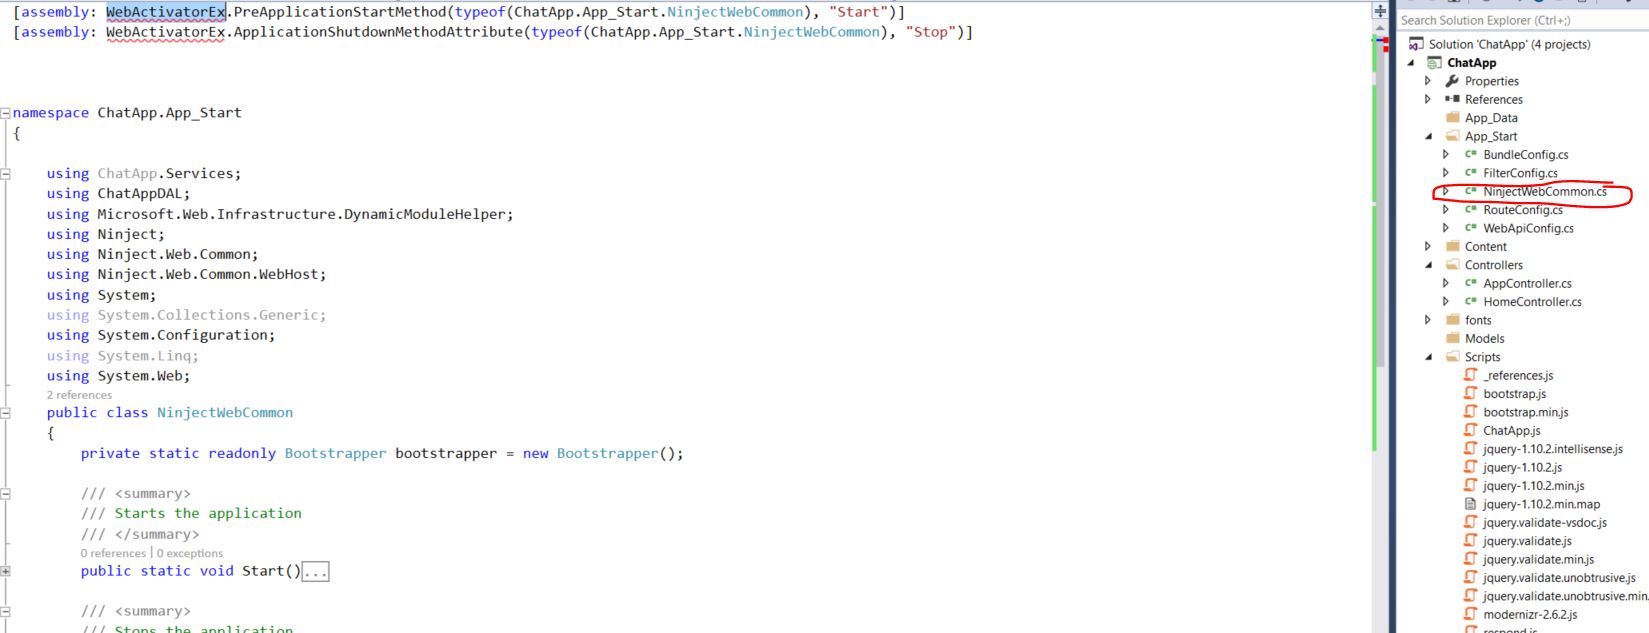 [assembly: WebActivatorEx.PreApplicationStartMethod(typeof(ChatApp.App_Start.NinjectWebCommon), "Start")]
[assembly: WebActivatorEx.ApplicationShutdownMethodAttribute(typeof(ChatApp.App_Start.NinjectWebCommon), "Stop")]
namespace ChatApp.App_Start
{
using ChatApp.Services;
using ChatAppDAL;
using Microsoft.Web.Infrastructure.DynamicModuleHelper;
using Ninject;
using Ninject.Web.Common;
using Ninject.Web.Common.WebHost;
using System;
using System.Collections.Generic;
using System.Configuration;
using System.Linq;
using System.Web;
2 references
public class NinjectWebCommon
{
private static readonly Bootstrapper bootstrapper = new Bootstrapper();
/// <summary>
/// Starts the application
/// </summary>
0 references | 0 exceptions
public static void Start()...
/// <summary>
/// Stops the application
Search Solution Explorer (Ctrl+;)
Solution 'ChatApp' (4 projects)
ChatApp
Properties
References
App_Data
App_Start
C# BundleConfig.cs
C# FilterConfig.cs
C# NinjectWebCommon.cs
C# RouteConfig.cs
C# WebApiConfig.cs
Content
Controllers
C# AppController.cs
C# HomeController.cs
fonts
Models
Scripts
_references.js
bootstrap.js
bootstrap.min.js
ChatApp.js
jquery-1.10.2.intellisense.js
jquery-1.10.2.js
jquery-1.10.2.min.js
jquery-1.10.2.min.map
jquery.validate-vsdoc.js
jquery.validate.js
jquery.validate.min.js
jquery.validate.unobtrusive.js
jquery.validate.unobtrusive.min.
modernizr-2.6.2.js
respond.js